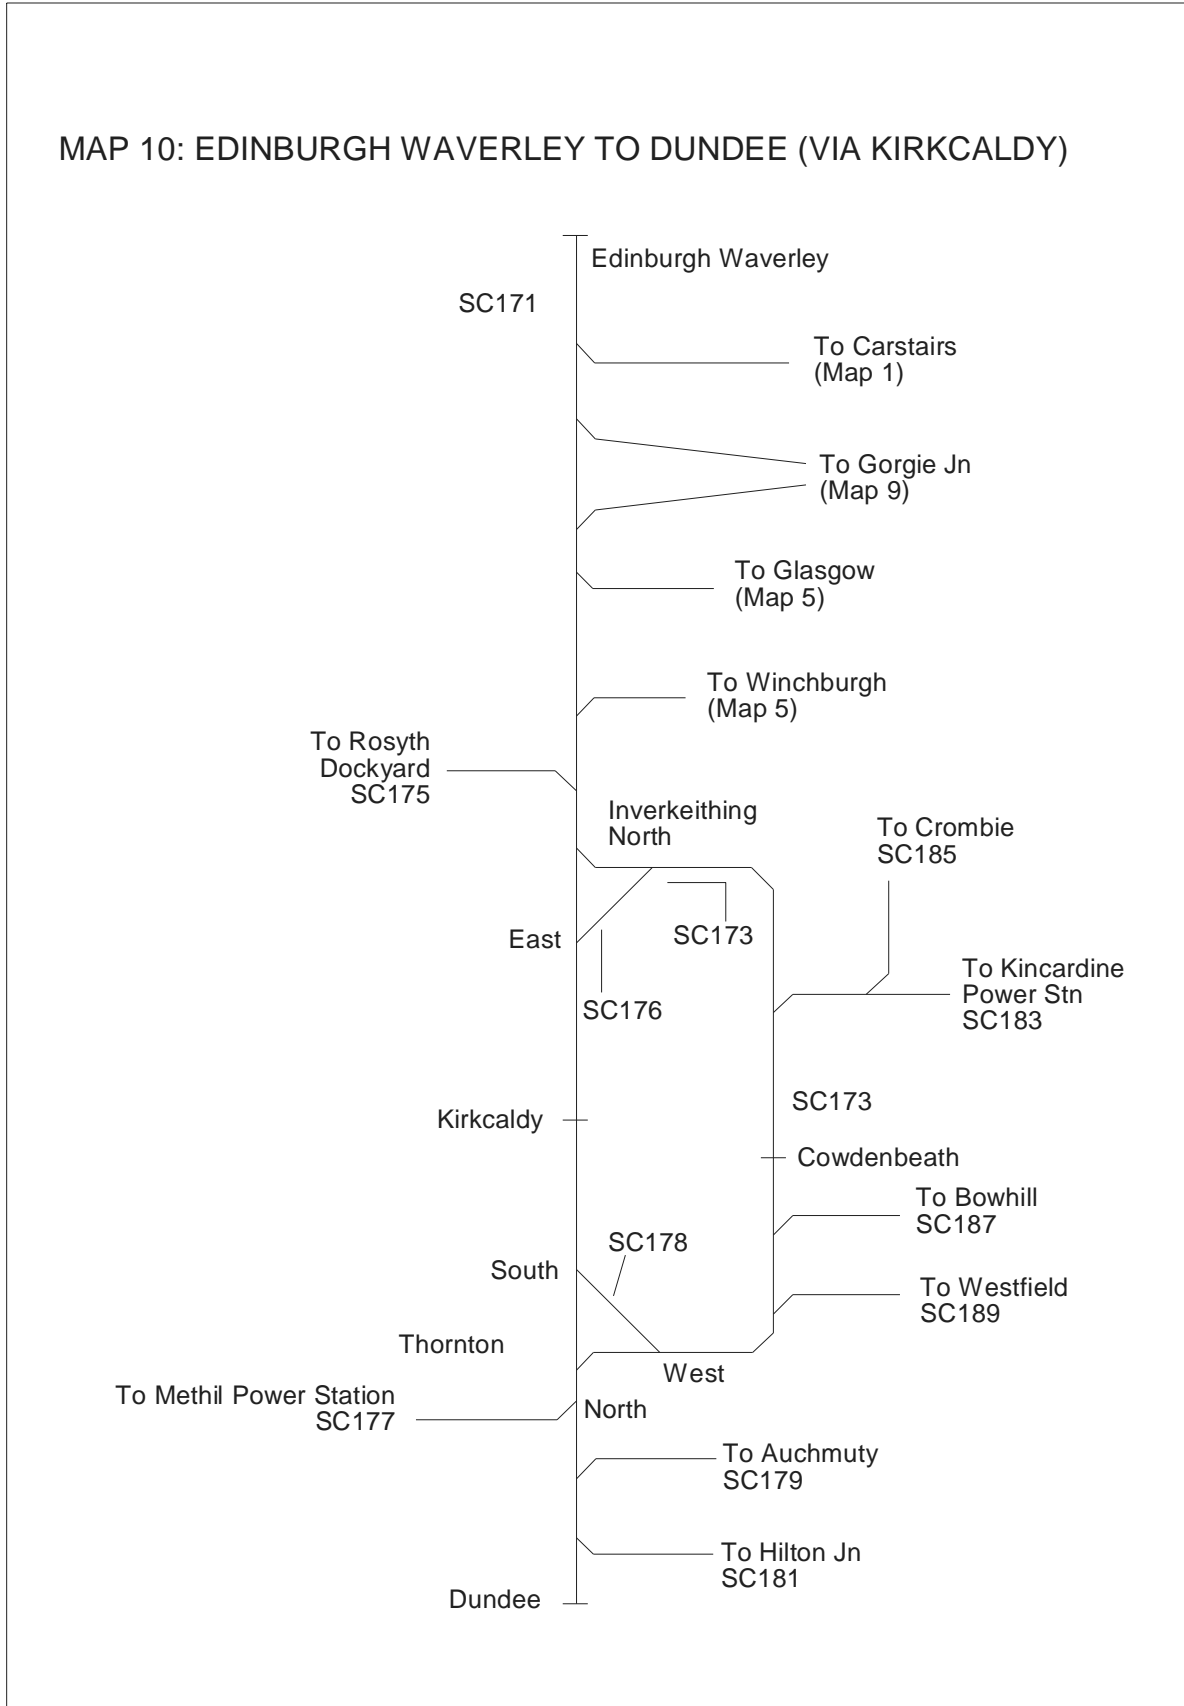 MAP 10: EDINBURGH WAVERLEY TO DUNDEE (VIA KIRKCALDY)
Edinburgh Waverley
SC171
To Carstairs
(Map 1)
To Gorgie Jn
(Map 9)
To Glasgow
(Map 5)
To Winchburgh
(Map 5)
To Rosyth
Dockyard
SC175
Inverkeithing
North
To Crombie
SC185
East
SC173
To Kincardine
Power Stn
SC183
SC176
SC173
Kirkcaldy
Cowdenbeath
To Bowhill
SC187
SC178
South
To Westfield
SC189
Thornton
West
To Methil Power Station
SC177
North
To Auchmuty
SC179
To Hilton Jn
SC181
Dundee